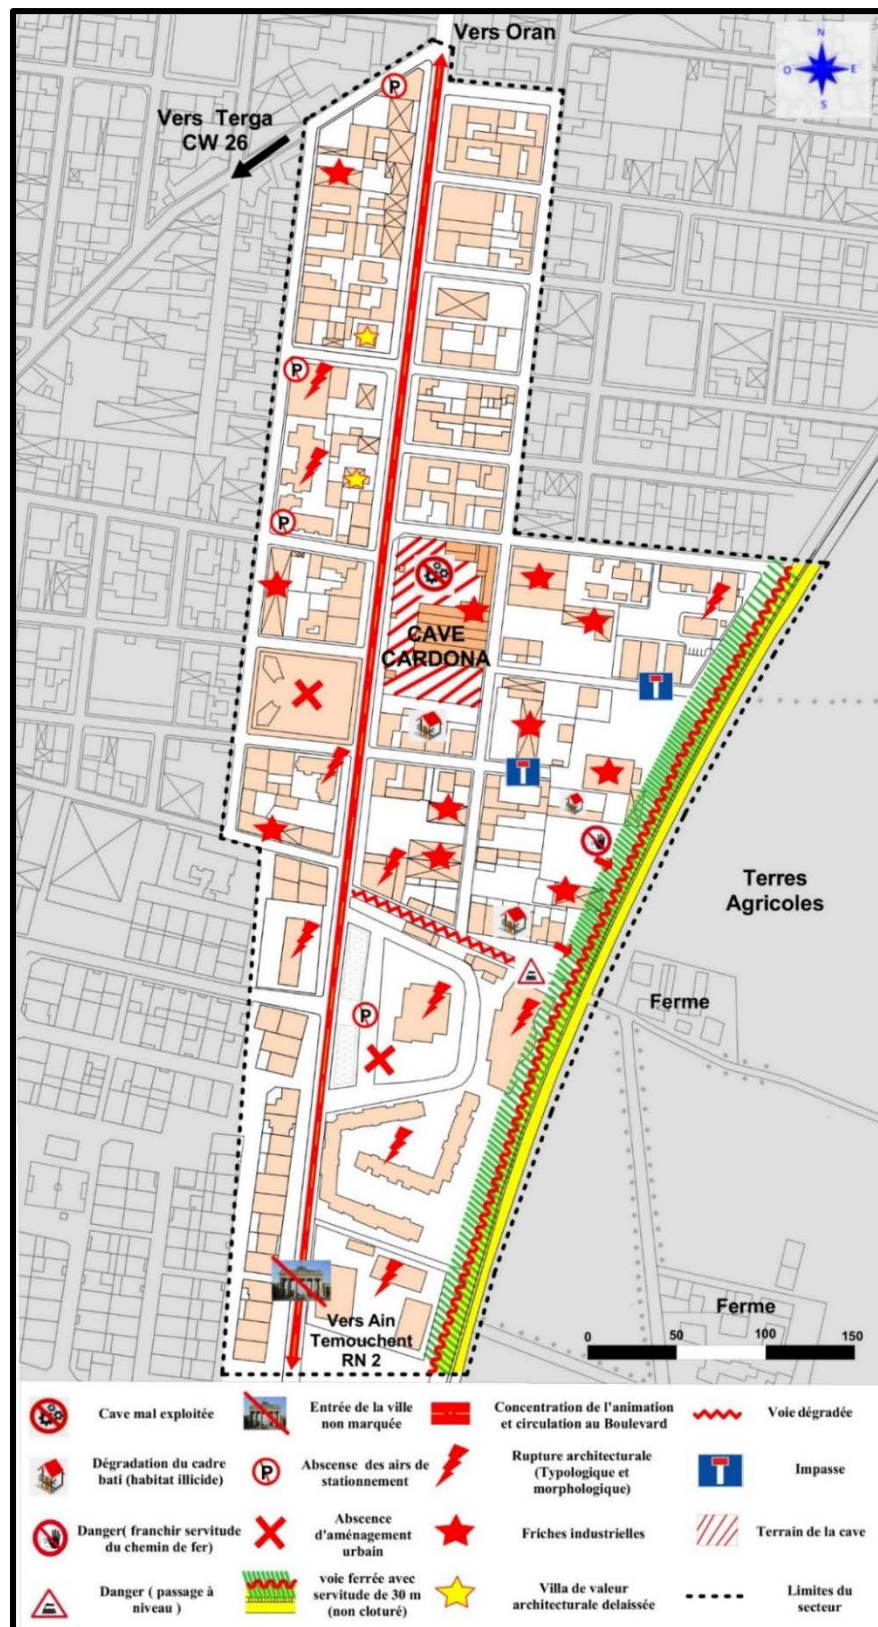 Vers Oran
N
O E
S
Vers Terga
CW 26
P
P
P
CAVE
CARDONA
Terres
Agricoles
Ferme
P
Ferme
Vers Ain
Temouchent
RN 2
0 50 100 150
Cave mal exploitée
Entrée de la ville
non marquée
Concentration de l'animation
et circulation au Boulevard
Voie dégradée
Dégradation du cadre
bati (habitat illicide)
P
Abscense des airs de
stationnement
Rupture architecturale
(Typologique et
morphologique)
Impasse
Danger( franchir servitude
du chemin de fer)
Abscence
d'aménagement
urbain
Friches industrielles
Terrain de la cave
Danger ( passage à
niveau )
voie ferrée avec
servitude de 30 m
(non cloturé)
Villa de valeur
architecturale delaissée
Limites du
secteur